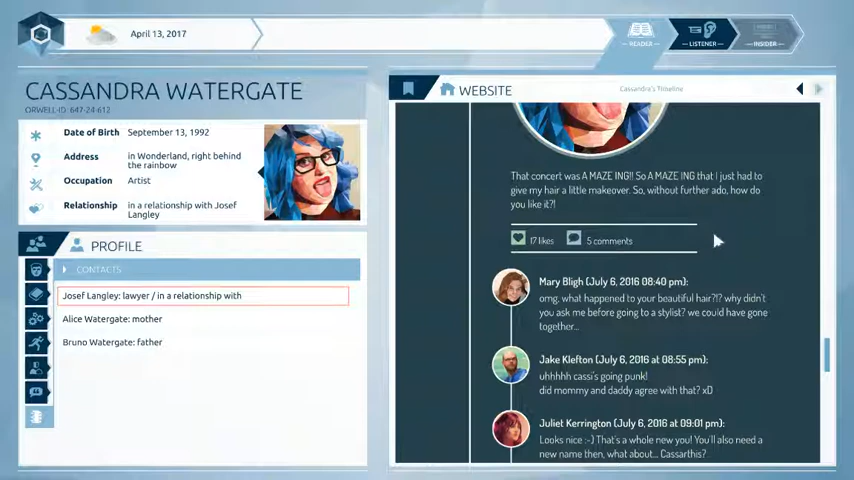 April 13, 2017
READER
LISTENER
INSIDER
CASSANDRA WATERGATE
ORWELL-ID: 647-24-612
Date of Birth September 13, 1992
Address in Wonderland, right behind
the rainbow
Occupation Artist
Relationship in a relationship with Josef
Langley
PROFILE
CONTACTS
Josef Langley: lawyer / in a relationship with
Alice Watergate: mother
Bruno Watergate: father
WEBSITE
Cassandra's Timeline
That concert was A MAZE ING!! So A MAZE ING that I just had to
give my hair a little makeover. So, without further ado, how do
you like it?!
17 likes 5 comments
Mary Bligh (July 6, 2016 08:40 pm):
omg. what happened to your beautiful hair?!? why didn't
you ask me before going to a stylist? we could have gone
together...
Jake Klefton (July 6, 2016 at 08:55 pm):
uhhhhh cassi's going punk!
did mommy and daddy agree with that? xD
Juliet Kerrington (July 6, 2016 at 09:01 pm):
Looks nice :-) That's a whole new you! You'll also need a
new name then, what about... Cassarthis?